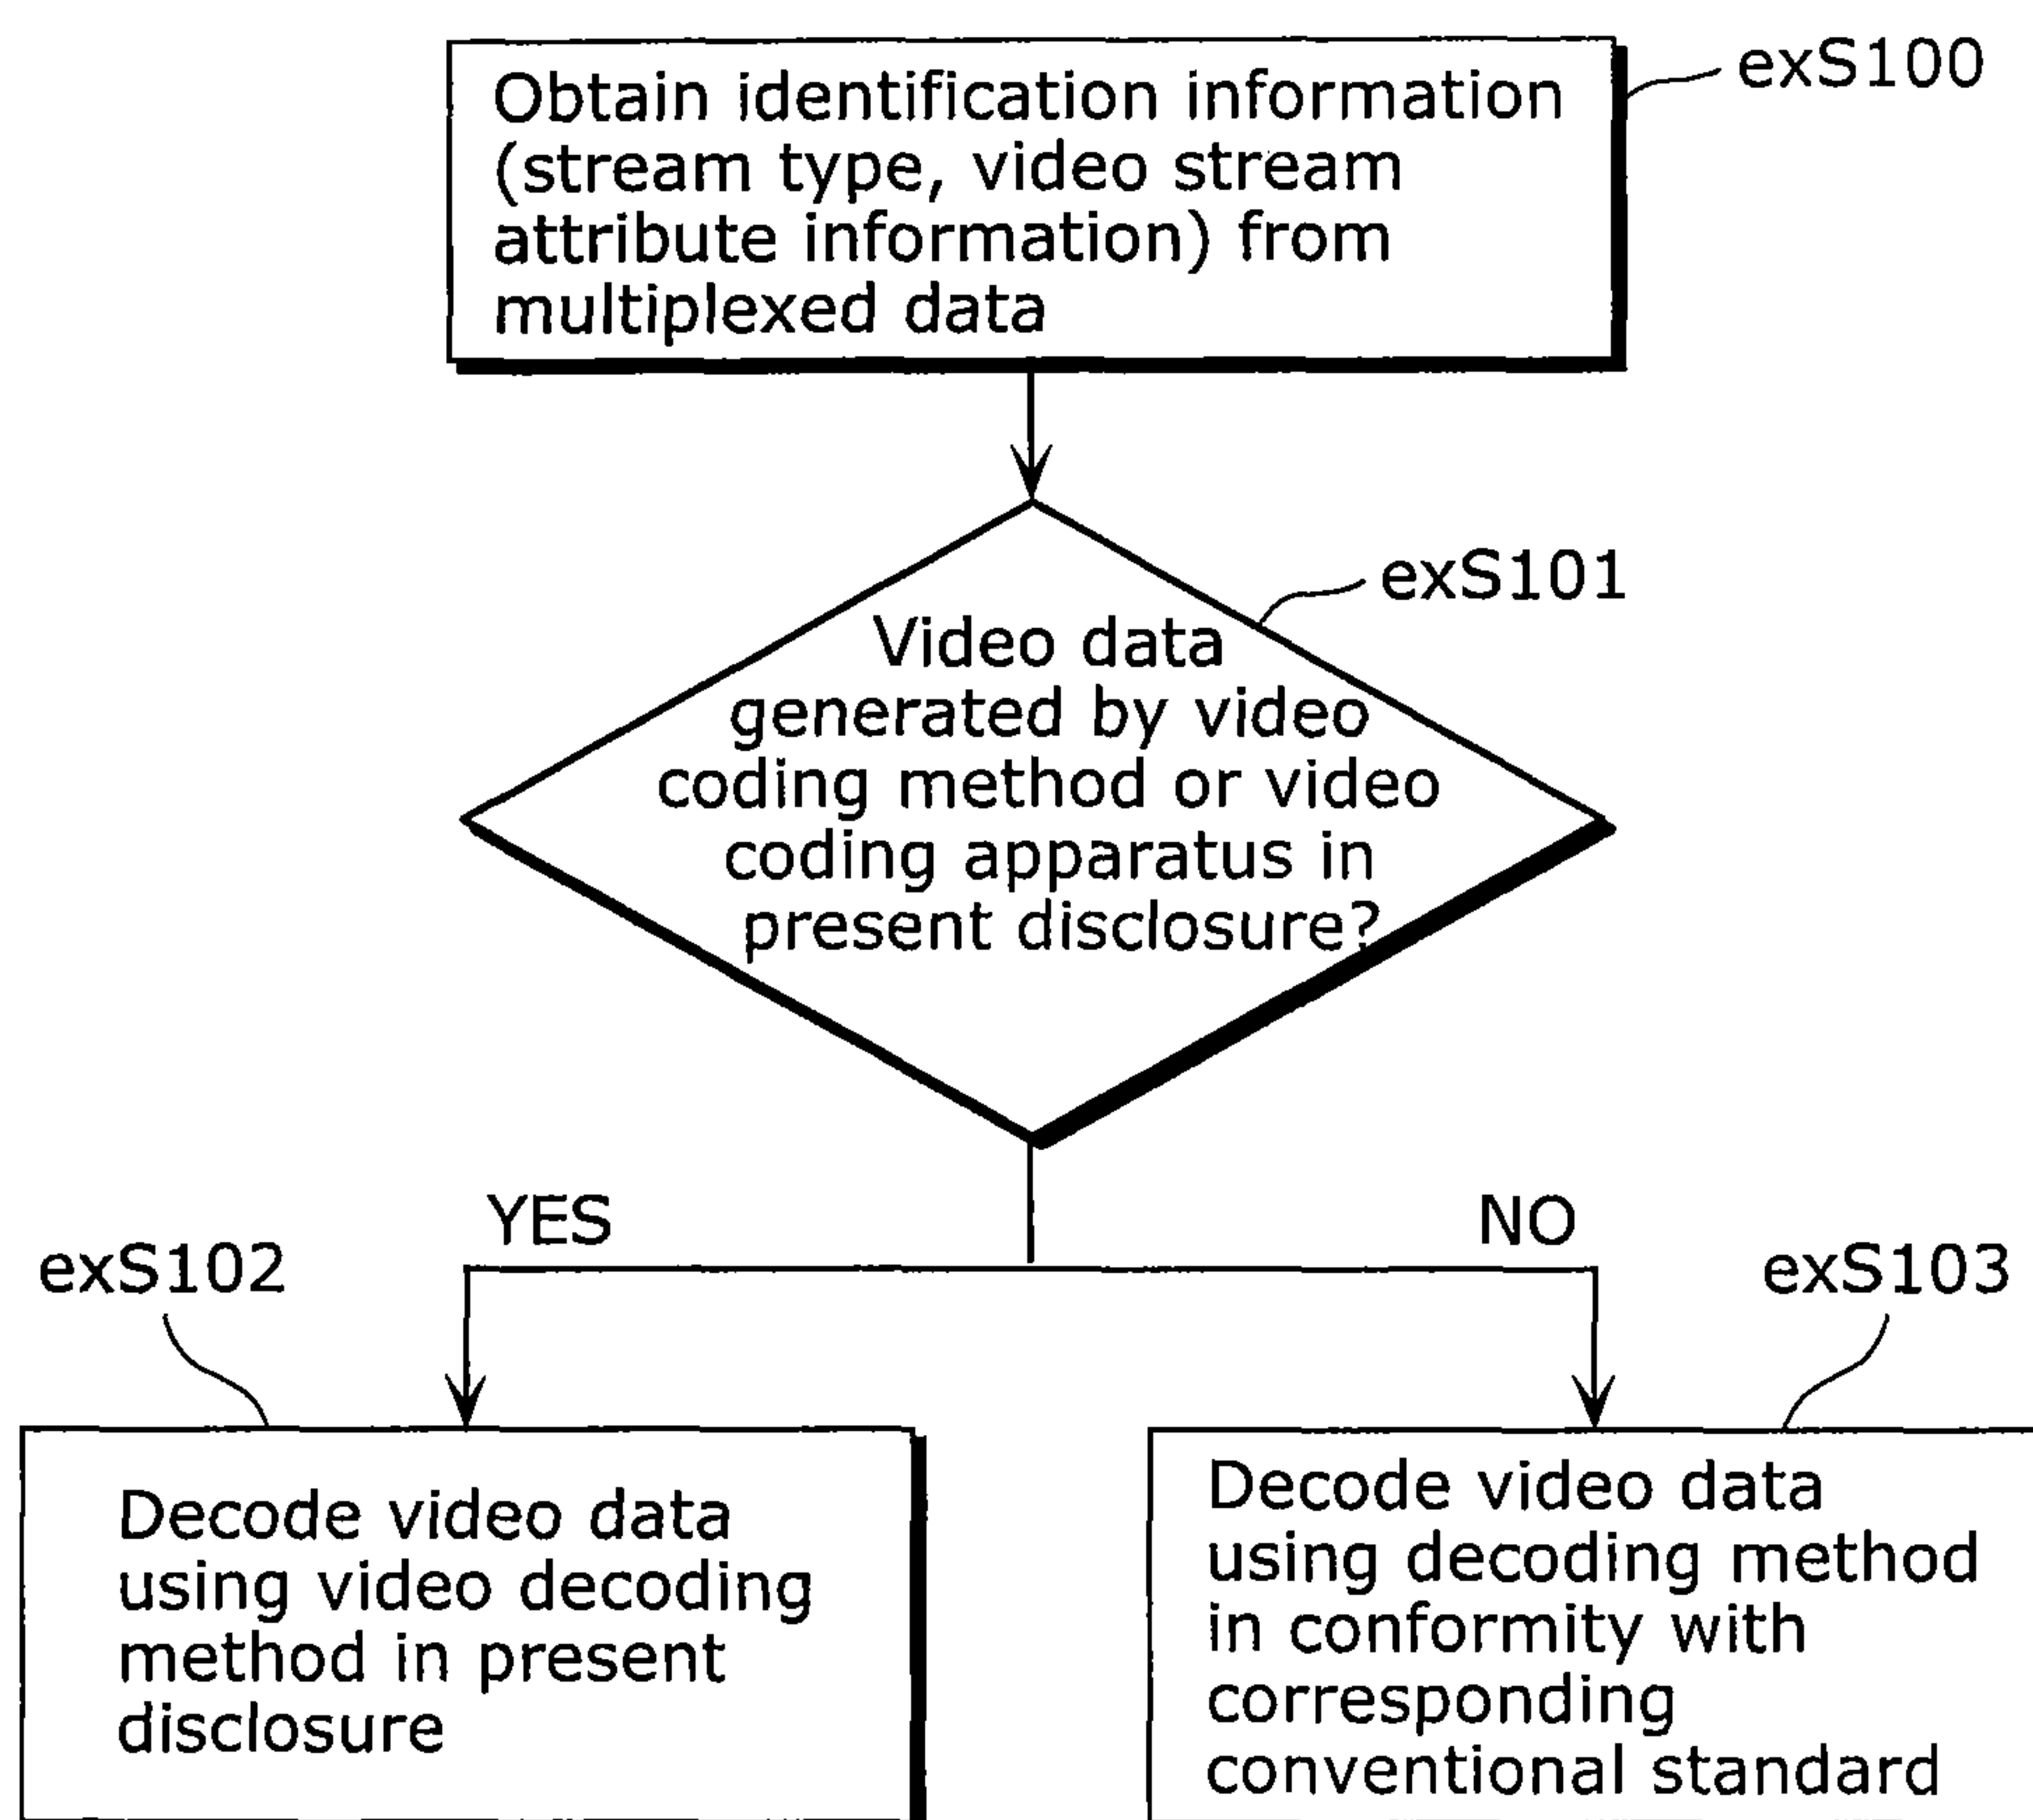 Obtain identification information
(stream type, video stream
attribute information) from
multiplexed data
exS100
exS101
Video data
generated by video
coding method or video
coding apparatus in
present disclosure?
YES
NO
exS102
exS103
Decode video data
using video decoding
method in present
disclosure
Decode video data
using decoding method
in conformity with
corresponding
conventional standard